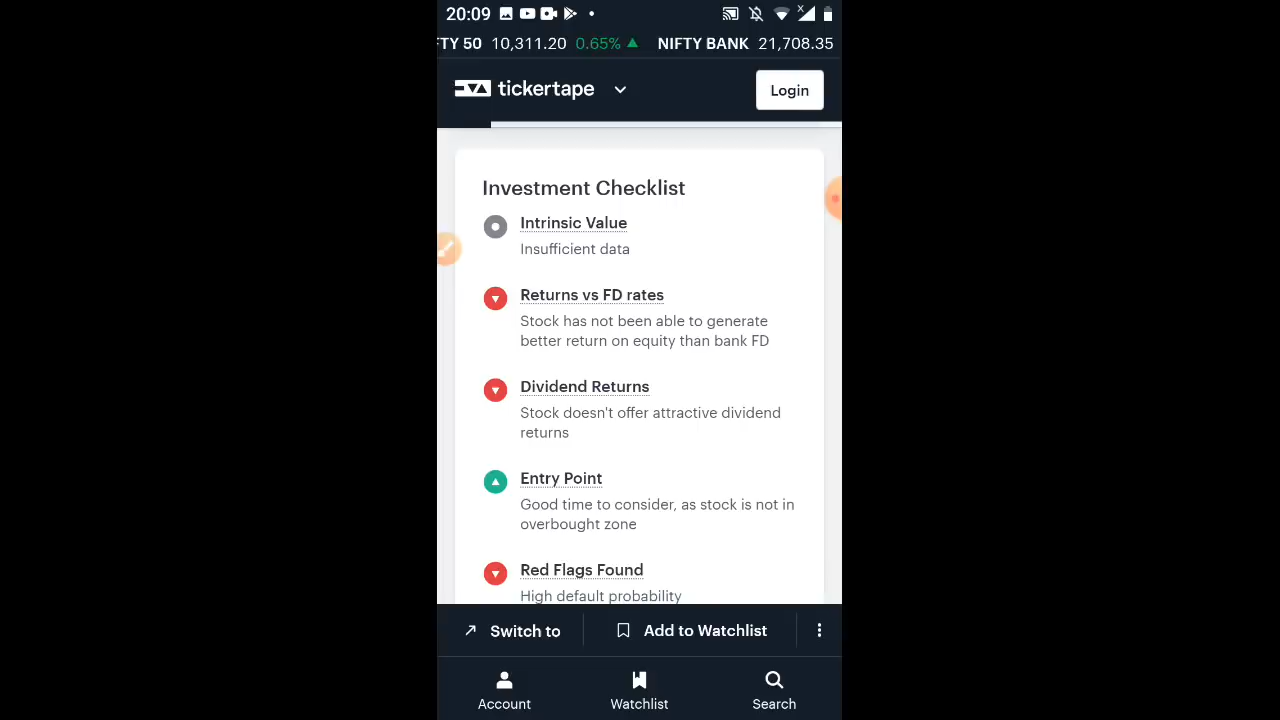 20:09
TY 50 10,311.20 0.65% ▲ NIFTY BANK 21,708.35
tickertape
Login
Investment Checklist
Intrinsic Value
Insufficient data
Returns vs FD rates
Stock has not been able to generate
better return on equity than bank FD
Dividend Returns
Stock doesn't offer attractive dividend
returns
Entry Point
Good time to consider, as stock is not in
overbought zone
Red Flags Found
High default probability
Switch to
Add to Watchlist
Account
Watchlist
Search